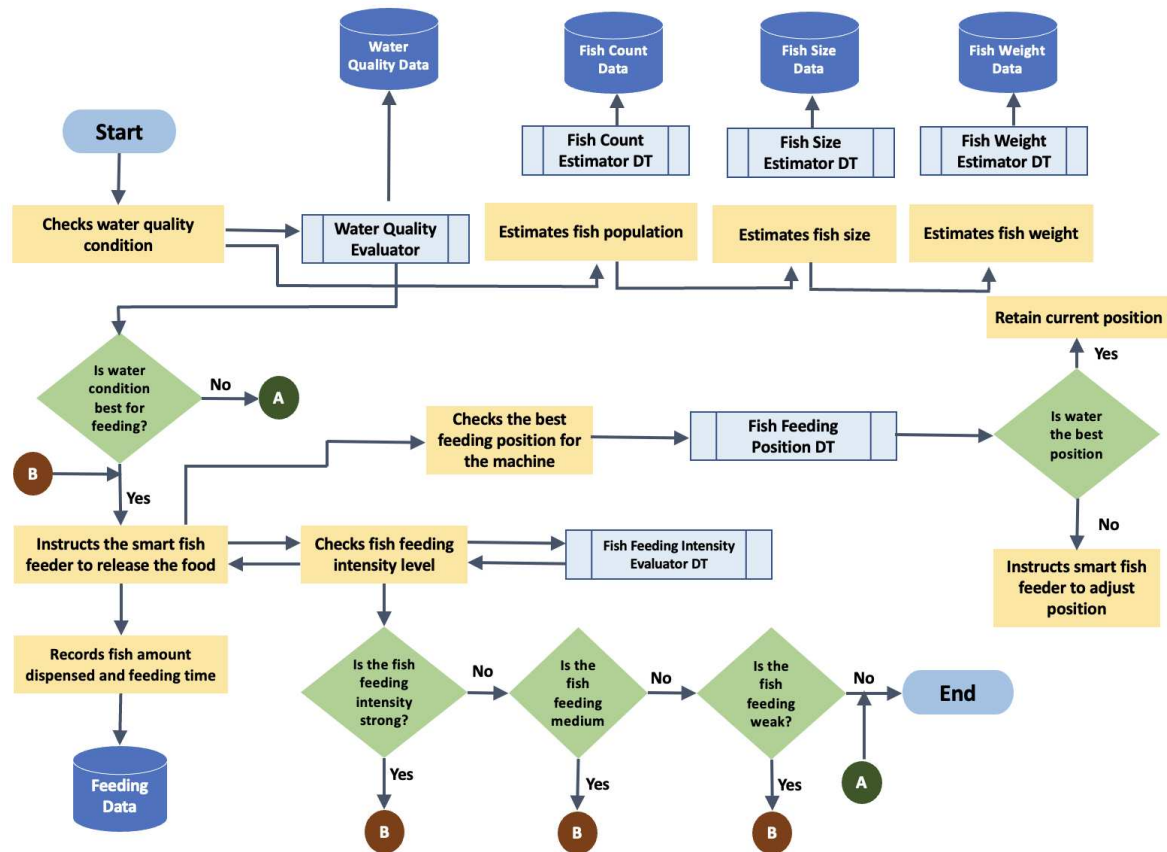 Water
Quality Data
Fish Count
Data
Fish Size
Data
Fish Weight
Data
Start
Fish Count
Estimator DT
Fish Size
Estimator DT
Fish Weight
Estimator DT
Checks water quality
condition
Water Quality
Evaluator
Estimates fish population
Estimates fish size
Estimates fish weight
Retain current position
Yes
Is water
condition
best for
feeding?
No
A
Checks the best
feeding position for
the machine
Fish Feeding
Position DT
Is water
the best
position
B
Yes
No
Instructs the smart fish
feeder to release the food
Checks fish feeding
intensity level
Fish Feeding Intensity
Evaluator DT
Instructs smart fish
feeder to adjust
position
Records fish amount
dispensed and feeding time
Is the fish
feeding
intensity
strong?
No
Is the
fish
feeding
medium
No
Is the
fish
feeding
weak?
No
End
Feeding
Data
Yes
Yes
Yes
A
B
B
B